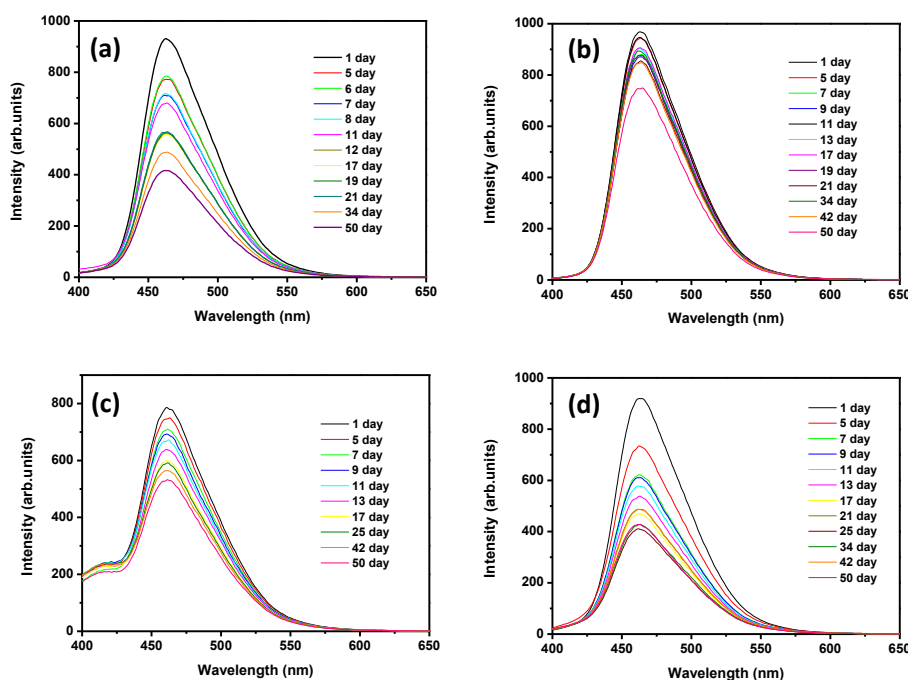 (a)
1000
800
600
400
200
0
400 450 500 550 600 650
Intensity (arb.units)
Wavelength (nm)
1 day
5 day
6 day
7 day
8 day
11 day
12 day
17 day
19 day
21 day
34 day
50 day
(b)
1000
800
600
400
200
0
400 450 500 550 600 650
Intensity (arb.units)
Wavelength (nm)
1 day
5 day
7 day
9 day
11 day
13 day
17 day
19 day
21 day
34 day
42 day
50 day
(c)
800
600
400
200
0
400 450 500 550 600 650
Intensity (arb.units)
Wavelength (nm)
1 day
5 day
7 day
9 day
11 day
13 day
17 day
25 day
42 day
50 day
(d)
1000
800
600
400
200
0
400 450 500 550 600 650
Intensity (arb.units)
Wavelength (nm)
1 day
5 day
7 day
9 day
11 day
13 day
17 day
21 day
25 day
34 day
42 day
50 day